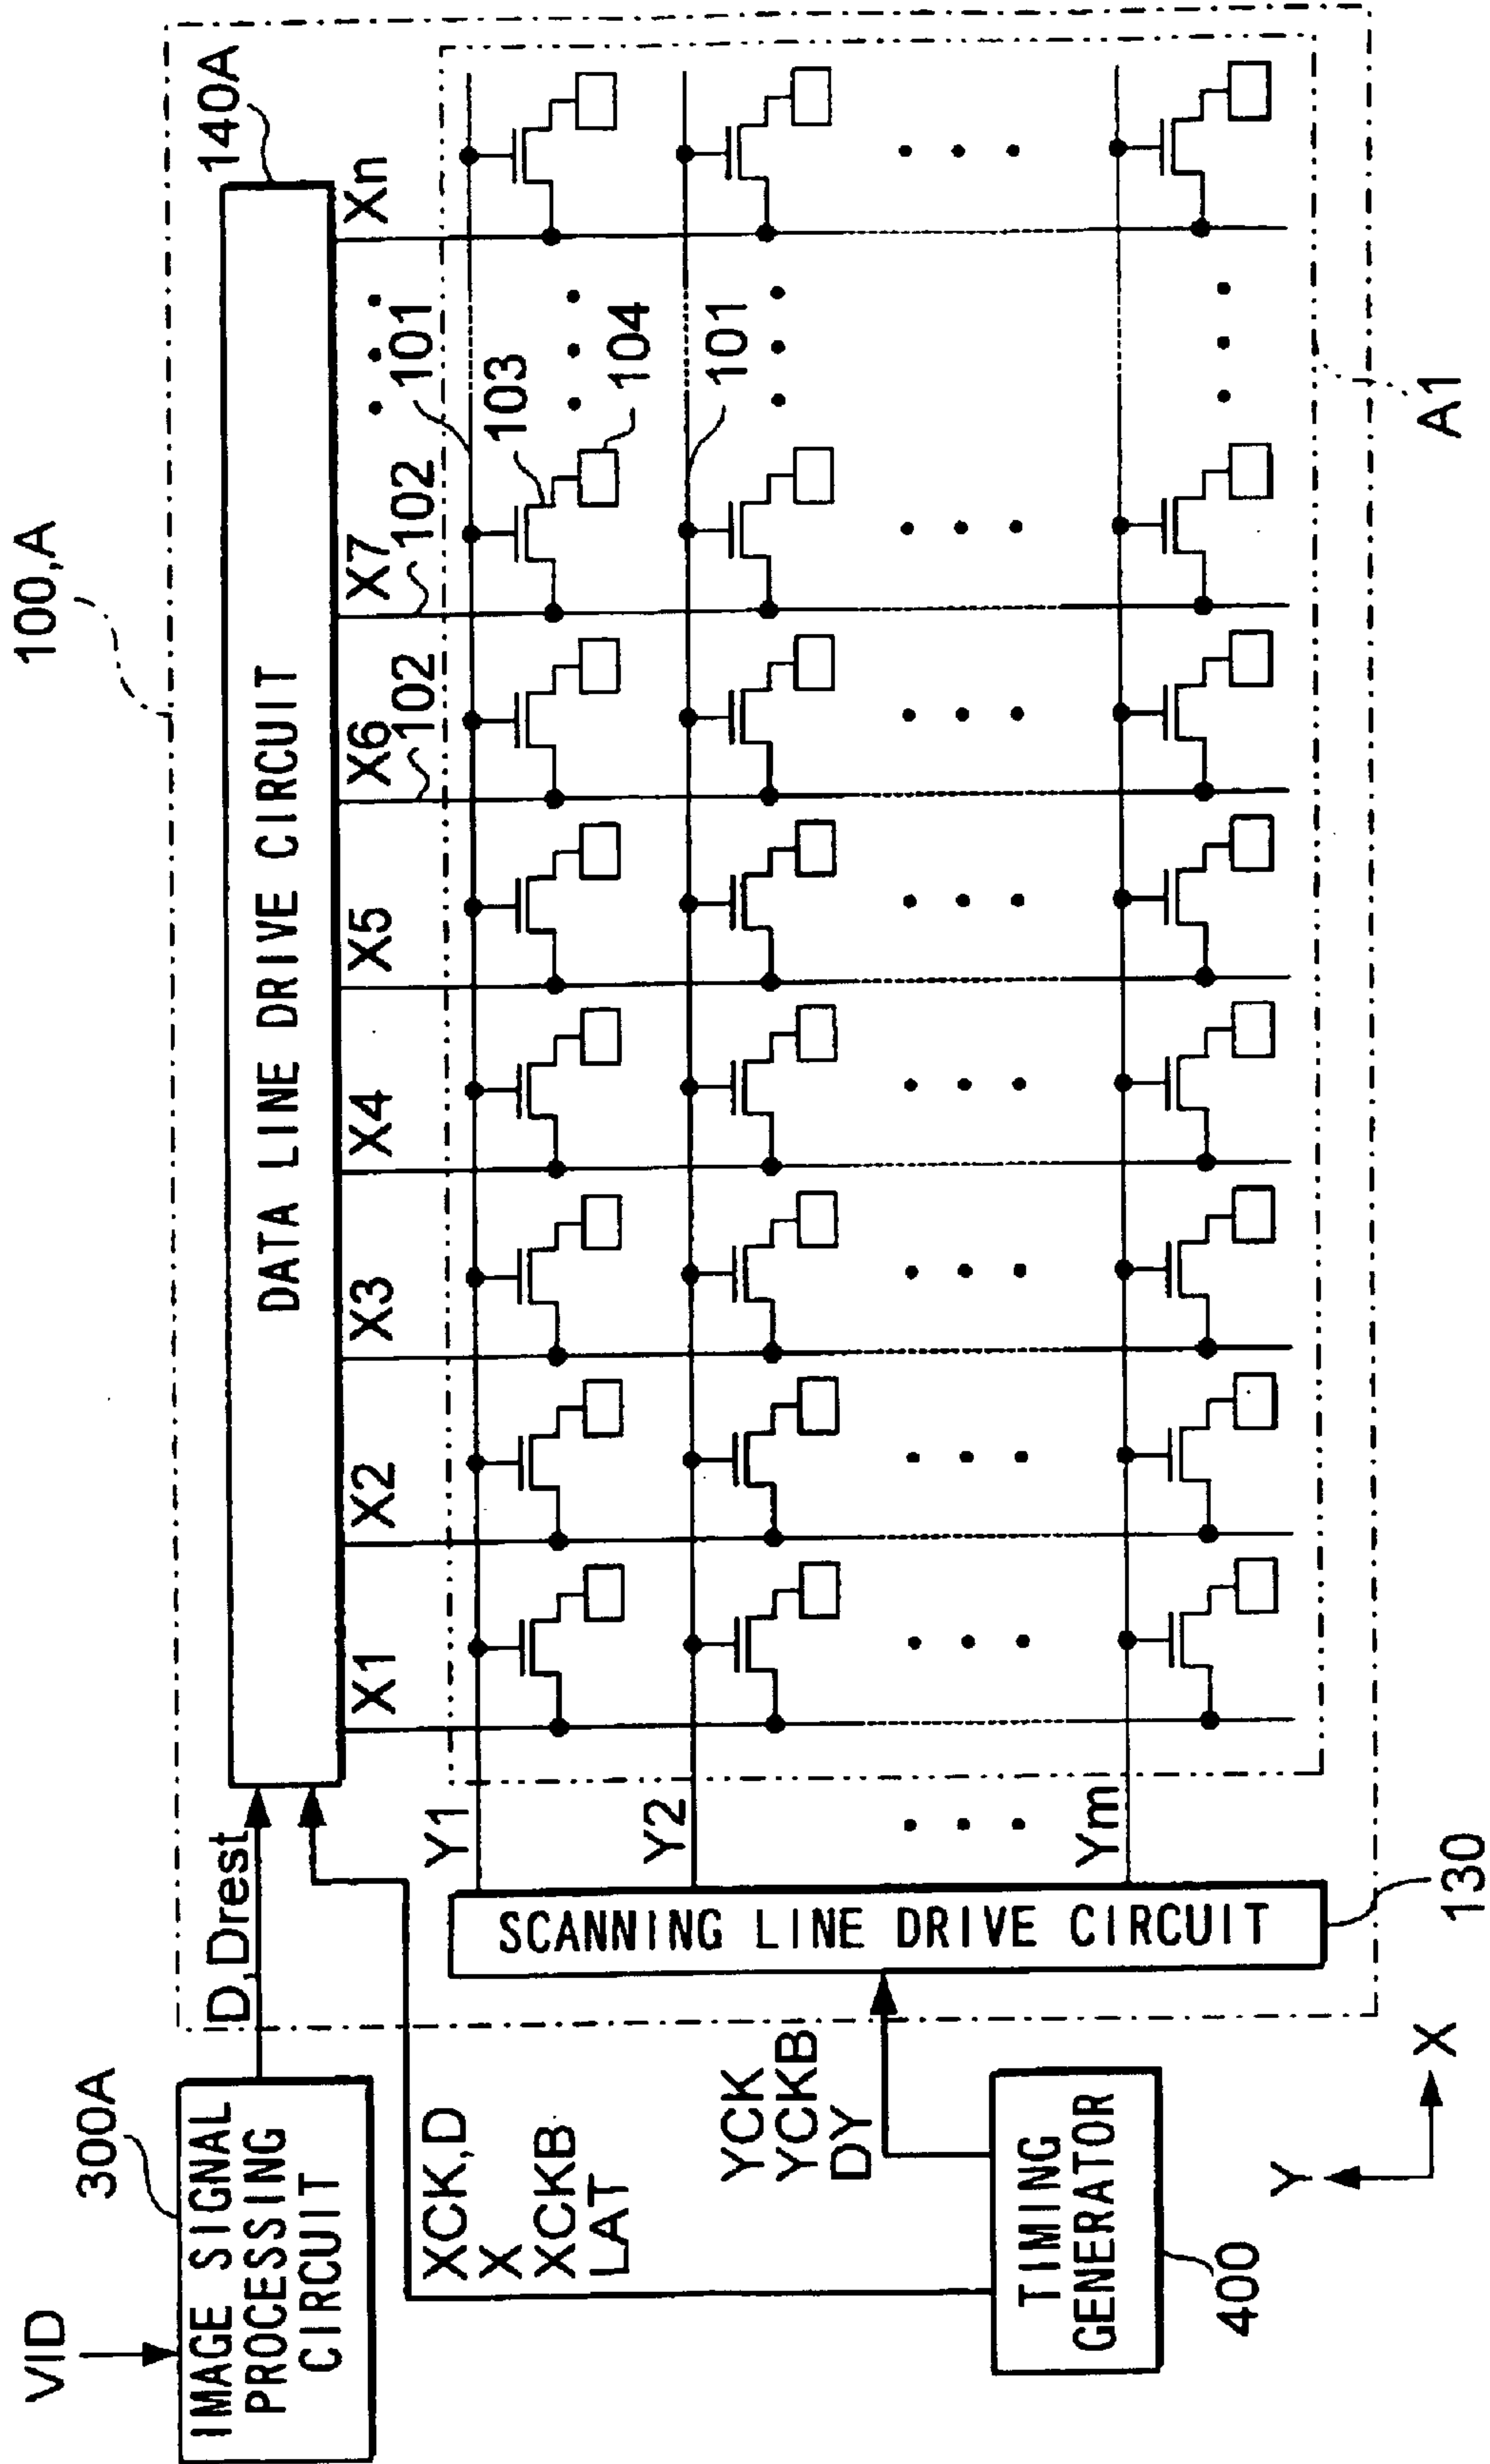 100,A
VID
300A
IMAGE SIGNAL
PROCESSING
CIRCUIT
D,Drest
140A
DATA LINE DRIVE CIRCUIT
X1
X2
X3
X4
X5
X6
X7
Xn
102
102
101
103
104
101
XCK,D
X
XCKB
LAT
Y1
Y2
Ym
SCANNING LINE DRIVE CIRCUIT
130
YCK
YCKB
DY
TIMING
GENERATOR
400
Y
X
A1